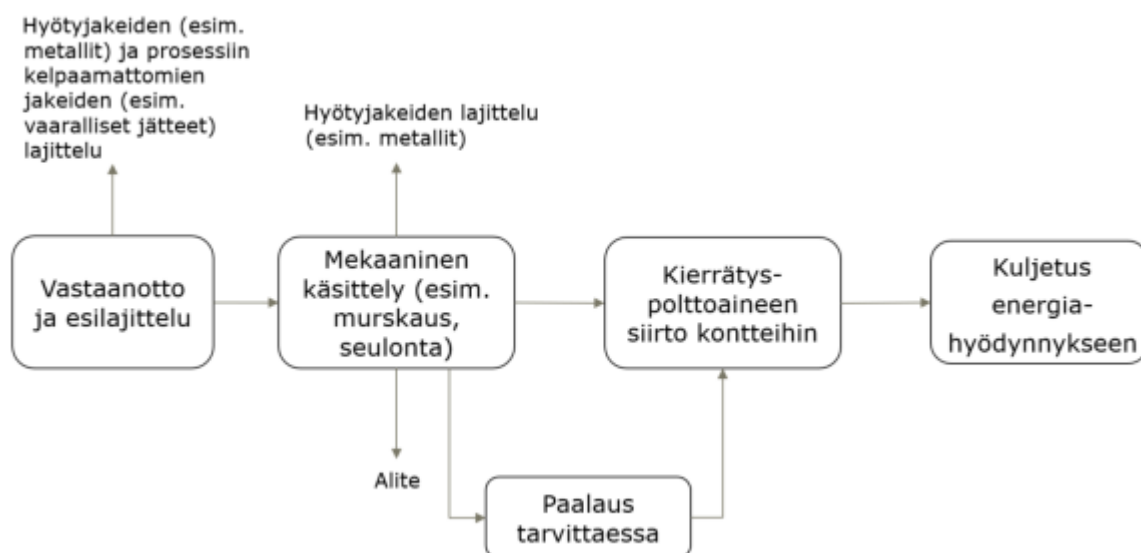 Hyötyjakeiden (esim.
metallit) ja prosessiin
kelpaamattomien
jakeiden (esim.
vaaralliset jätteet)
lajittelu
Hyötyjakeiden lajittelu
(esim. metallit)
Vastaanotto
ja esilajittelu
Mekaaninen
käsittely (esim.
murskaus,
seulonta)
Kierrätys-
polttoaineen
siirto kontteihin
Kuljetus
energia-
hyödynnykseen
Alite
Paalaus
tarvittaessa